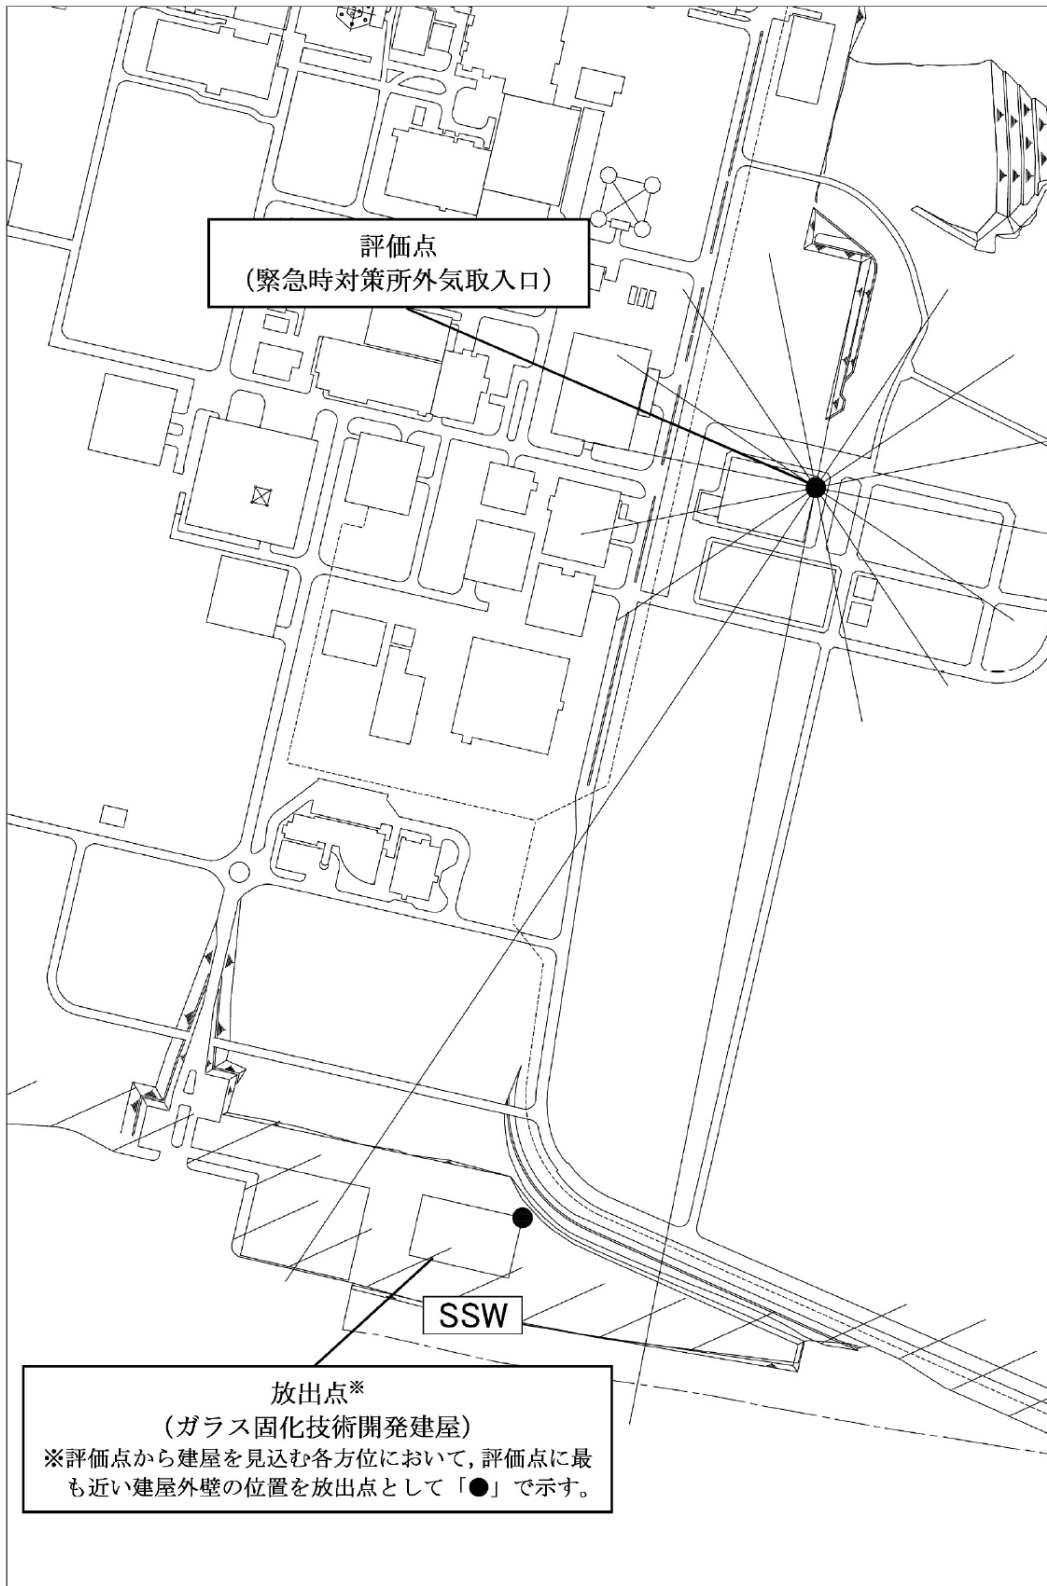 評価点
（緊急時対策所外気取入口）
SSW
放出点※
（ガラス固化技術開発建屋）
※評価点から建屋を見込む各方位において，評価点に最
も近い建屋外壁の位置を放出点として「●」で示す。